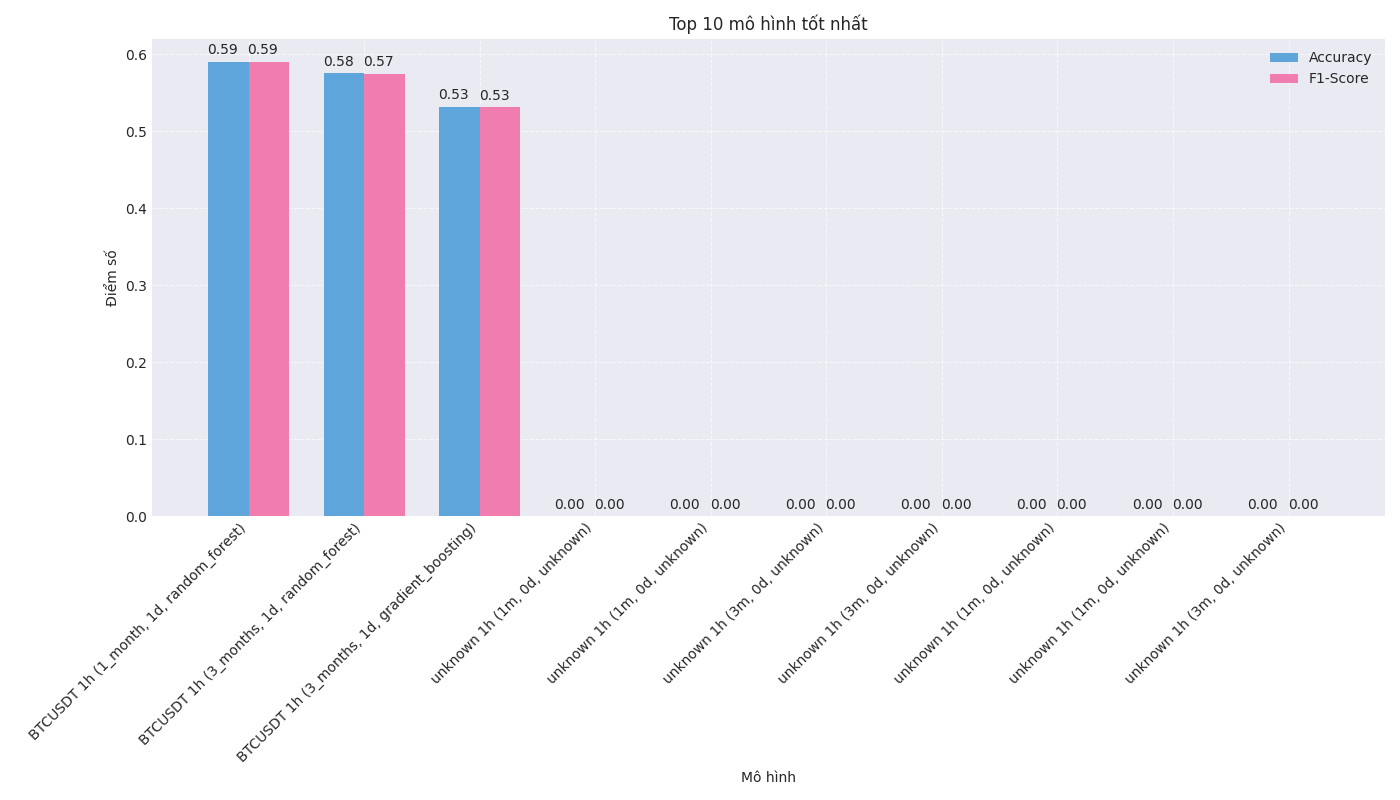 Top 10 mô hình tốt nhất
Accuracy
F1-Score
Điểm số
0.6
0.5
0.4
0.3
0.2
0.1
0.0
0.59 0.59
0.58 0.57
0.53 0.53
0.00 0.00
0.00 0.00
0.00 0.00
0.00 0.00
0.00 0.00
0.00 0.00
0.00 0.00
BTCUSDT 1h (1_month, 1d, random_forest)
BTCUSDT 1h (3_months, 1d, random_forest)
BTCUSDT 1h (3_months, 1d, gradient_boosting)
unknown 1h (1m, 0d, unknown)
unknown 1h (1m, 0d, unknown)
unknown 1h (3m, 0d, unknown)
unknown 1h (3m, 0d, unknown)
unknown 1h (1m, 0d, unknown)
unknown 1h (1m, 0d, unknown)
unknown 1h (3m, 0d, unknown)
Mô hình